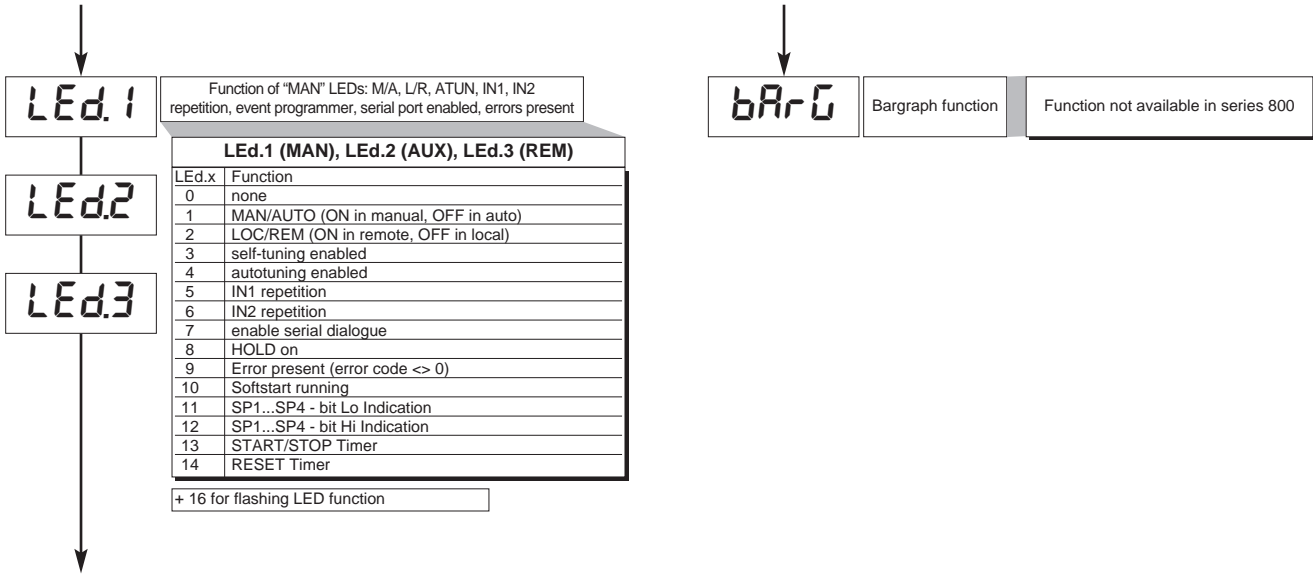 LEd.1
Function of “MAN” LEDs: M/A, L/R, ATUN, IN1, IN2
repetition, event programmer, serial port enabled, errors present
LEd.1 (MAN), LEd.2 (AUX), LEd.3 (REM)
LEd.x Function
0 none
1 MAN/AUTO (ON in manual, OFF in auto)
2 LOC/REM (ON in remote, OFF in local)
3 self-tuning enabled
4 autotuning enabled
5 IN1 repetition
6 IN2 repetition
7 enable serial dialogue
8 HOLD on
9 Error present (error code <> 0)
10 Softstart running
11 SP1...SP4 - bit Lo Indication
12 SP1...SP4 - bit Hi Indication
13 START/STOP Timer
14 RESET Timer
+ 16 for flashing LED function
LEd.2
LEd.3
bArG
Bargraph function
Function not available in series 800